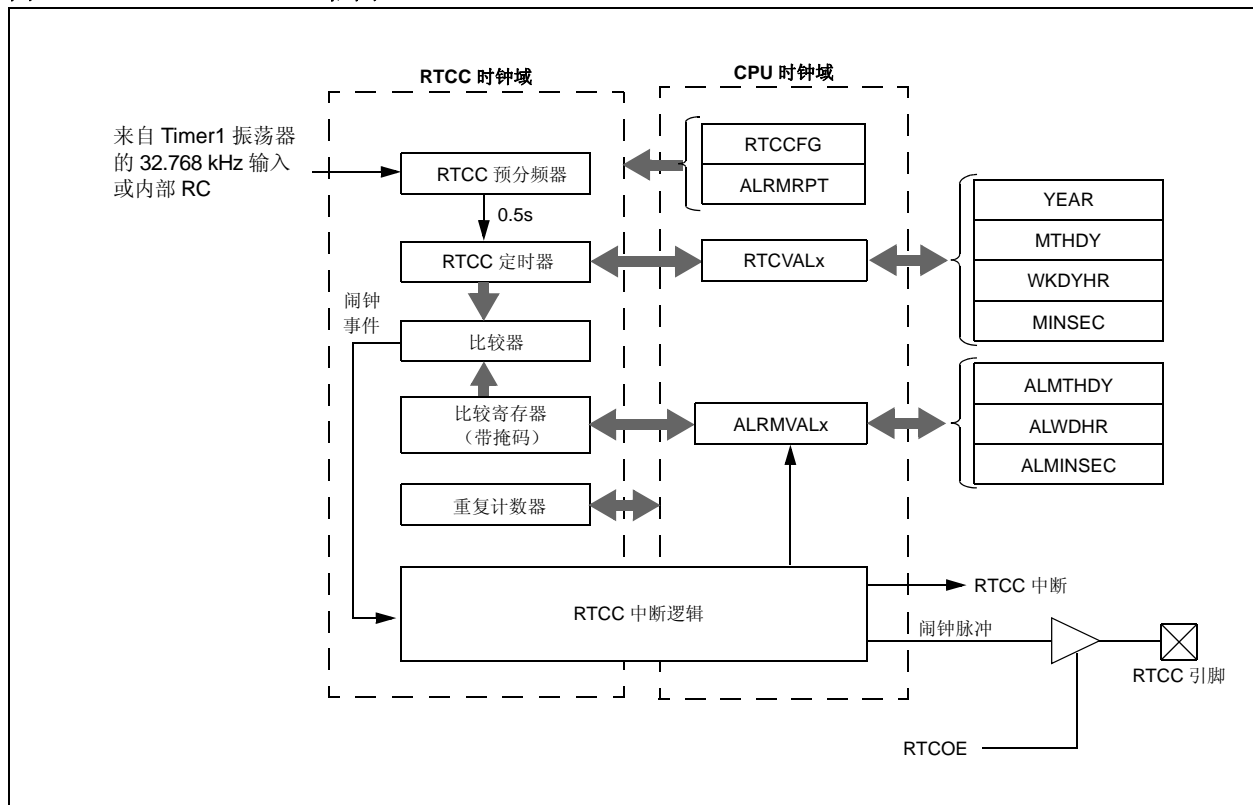 RTCC 时钟域
CPU 时钟域
来自 Timer1 振荡器
的 32.768 kHz 输入
或内部 RC
RTCC 预分频器
0.5s
RTCC 定时器
闹钟
事件
比较器
比较寄存器
（带掩码）
重复计数器
RTCC 中断逻辑
RTCCFG
ALRMRPT
RTCVALx
ALRMVALx
YEAR
MTHDY
WKDYHR
MINSEC
ALMTHDY
ALWDHR
ALMINSEC
RTCC 中断
闹钟脉冲
RTCC 引脚
RTCOE